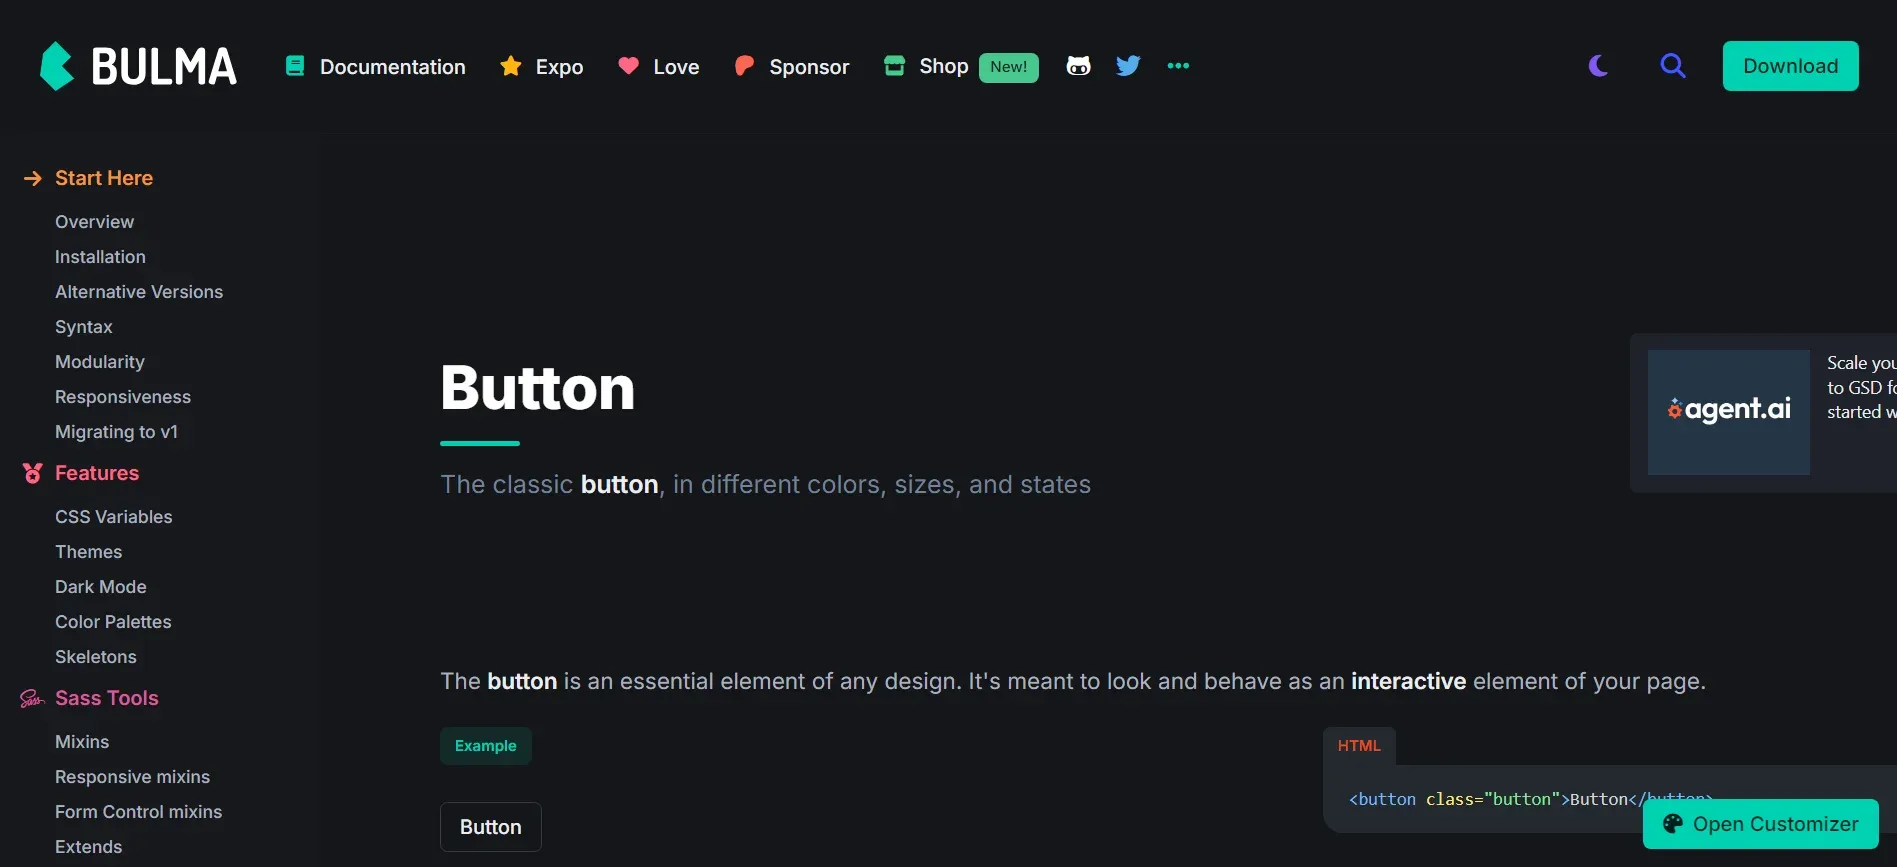 BULMA
Documentation
Expo
Love
Sponsor
Shop
New!
Download
Start Here
Overview
Installation
Alternative Versions
Syntax
Modularity
Responsiveness
Migrating to v1
Features
CSS Variables
Themes
Dark Mode
Color Palettes
Skeletons
Sass Tools
Mixins
Responsive mixins
Form Control mixins
Extends
Button
The classic button, in different colors, sizes, and states
agent.ai
Scale you
to GSD fo
started w
The button is an essential element of any design. It's meant to look and behave as an interactive element of your page.
Example
Button
HTML
<button class="button">Button</button>
Open Customizer